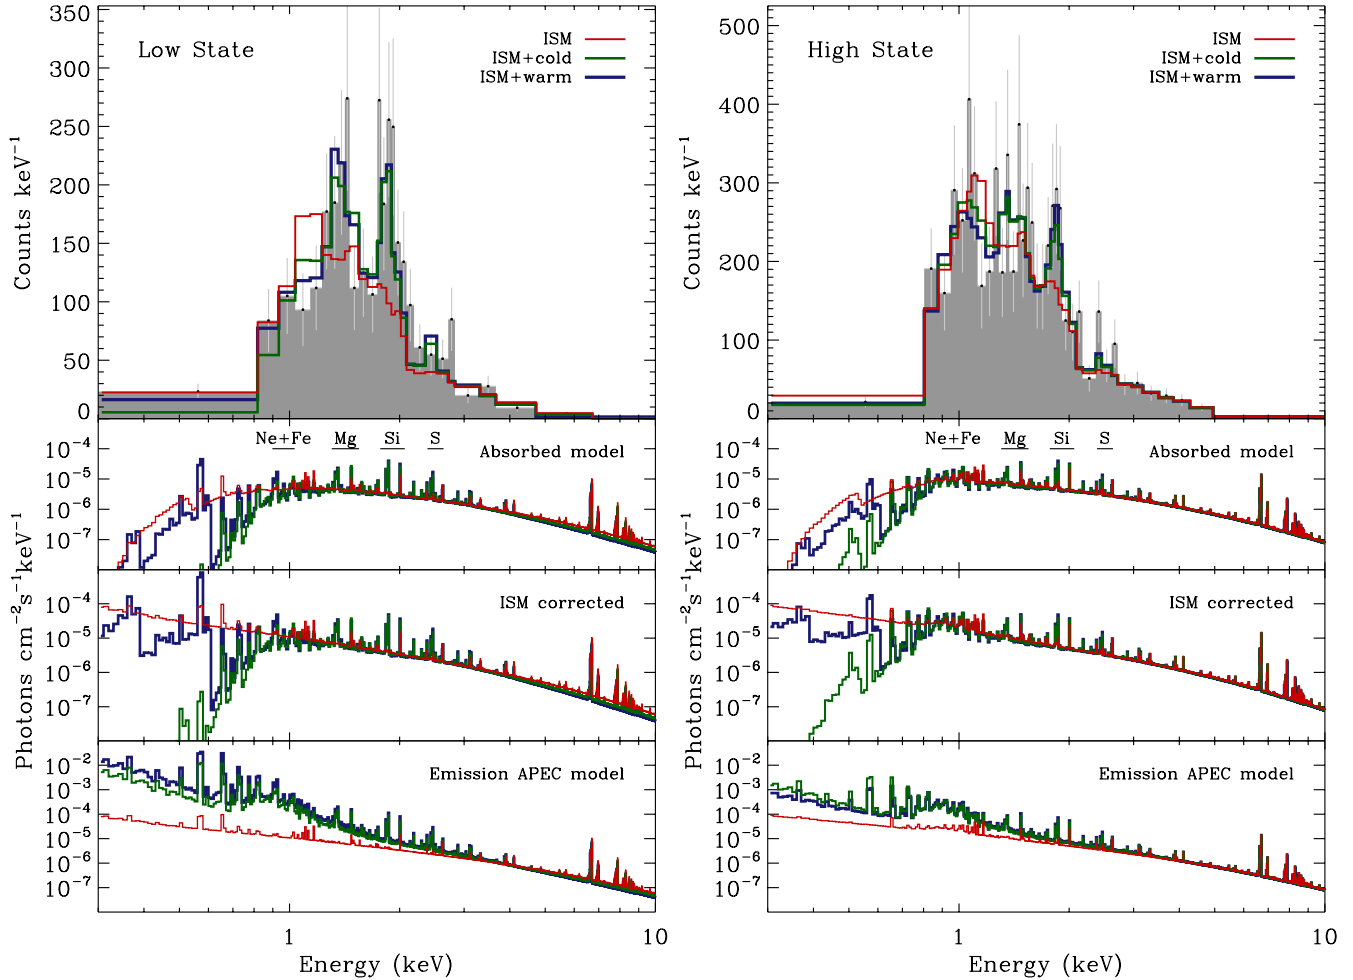 Low State
ISM
ISM+cold
ISM+warm
350
300
250
200
150
100
50
0
Counts keV⁻¹
High State
ISM
ISM+cold
ISM+warm
500
400
300
200
100
0
Counts keV⁻¹
Ne+Fe Mg Si S
Absorbed model
10⁻⁴
10⁻⁵
10⁻⁶
10⁻⁷
Ne+Fe Mg Si S
Absorbed model
10⁻⁴
10⁻⁵
10⁻⁶
10⁻⁷
ISM corrected
10⁻⁴
10⁻⁵
10⁻⁶
10⁻⁷
Photons cm⁻²s⁻¹keV⁻¹
ISM corrected
10⁻⁴
10⁻⁵
10⁻⁶
10⁻⁷
Photons cm⁻²s⁻¹keV⁻¹
Emission APEC model
10⁻²
10⁻³
10⁻⁴
10⁻⁵
10⁻⁶
10⁻⁷
1 10
Energy (keV)
Emission APEC model
10⁻²
10⁻³
10⁻⁴
10⁻⁵
10⁻⁶
10⁻⁷
1 10
Energy (keV)